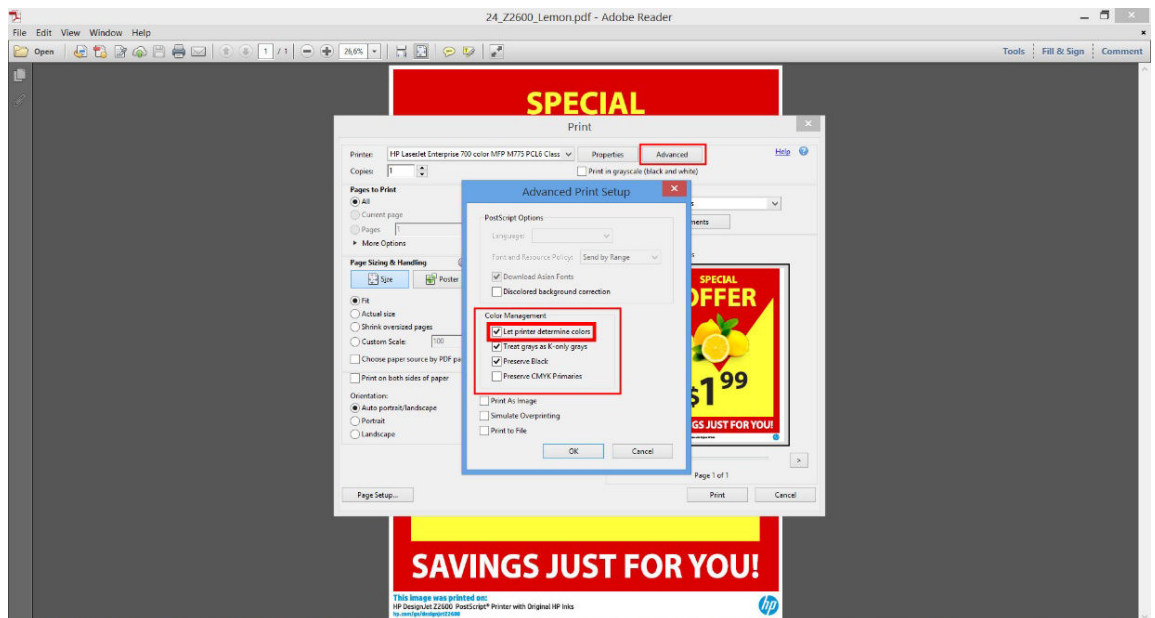 24_Z2600_Lemon.pdf - Adobe Reader
File Edit View Window Help
Open 1 / 1 26,6% Tools Fill & Sign Comment
SPECIAL
Print
Printer: HP LaserJet Enterprise 700 color MFP M775 PCL6 Class Properties Advanced Help
Copies: 1 Print in grayscale (black and white)
Pages to Print
All
Current page
Pages 1
More Options
Page Sizing & Handling
Size Poster
Fit
Actual size
Shrink oversized pages
Custom Scale: 100
Choose paper source by PDF pa
Print on both sides of paper
Orientation:
Auto portrait/landscape
Portrait
Landscape
Advanced Print Setup
PostScript Options
Language:
Font and Resource Policy: Send by Range
Download Asian Fonts
Discolored background correction
Color Management
Let printer determine colors
Treat grays as K-only grays
Preserve Black
Preserve CMYK Primaries
Print As Image
Simulate Overprinting
Print to File
OK Cancel
s
ments
s
SPECIAL
OFFER
$1 99
GS JUST FOR YOU!
>
Page 1 of 1
Page Setup... Print Cancel
SAVINGS JUST FOR YOU!
This image was printed on:
HP DesignJet Z2600 PostScript® Printer with Original HP Inks
hp.com/go/designjetZ2600
hp